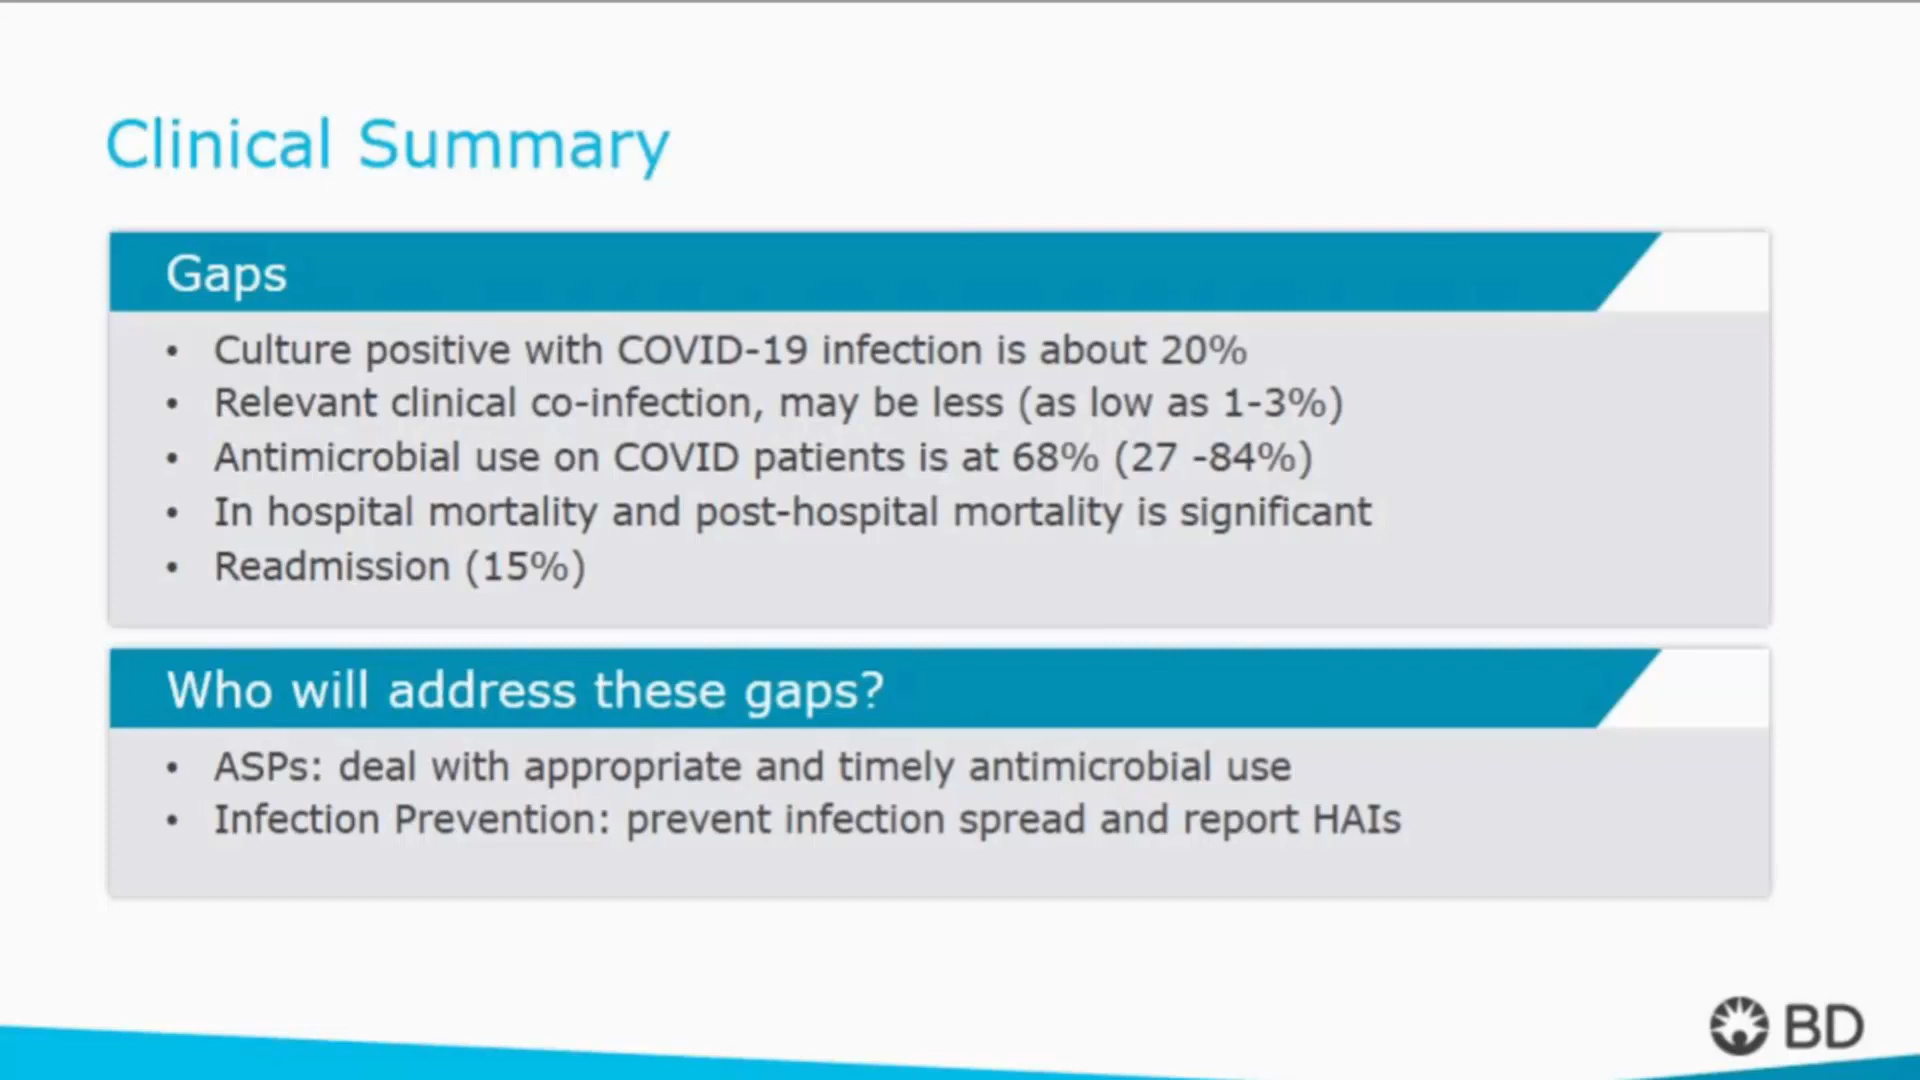 Clinical Summary
Gaps
• Culture positive with COVID-19 infection is about 20%
• Relevant clinical co-infection, may be less (as low as 1-3%)
• Antimicrobial use on COVID patients is at 68% (27 -84%)
• In hospital mortality and post-hospital mortality is significant
• Readmission (15%)
Who will address these gaps?
• ASPs: deal with appropriate and timely antimicrobial use
• Infection Prevention: prevent infection spread and report HAIs
BD